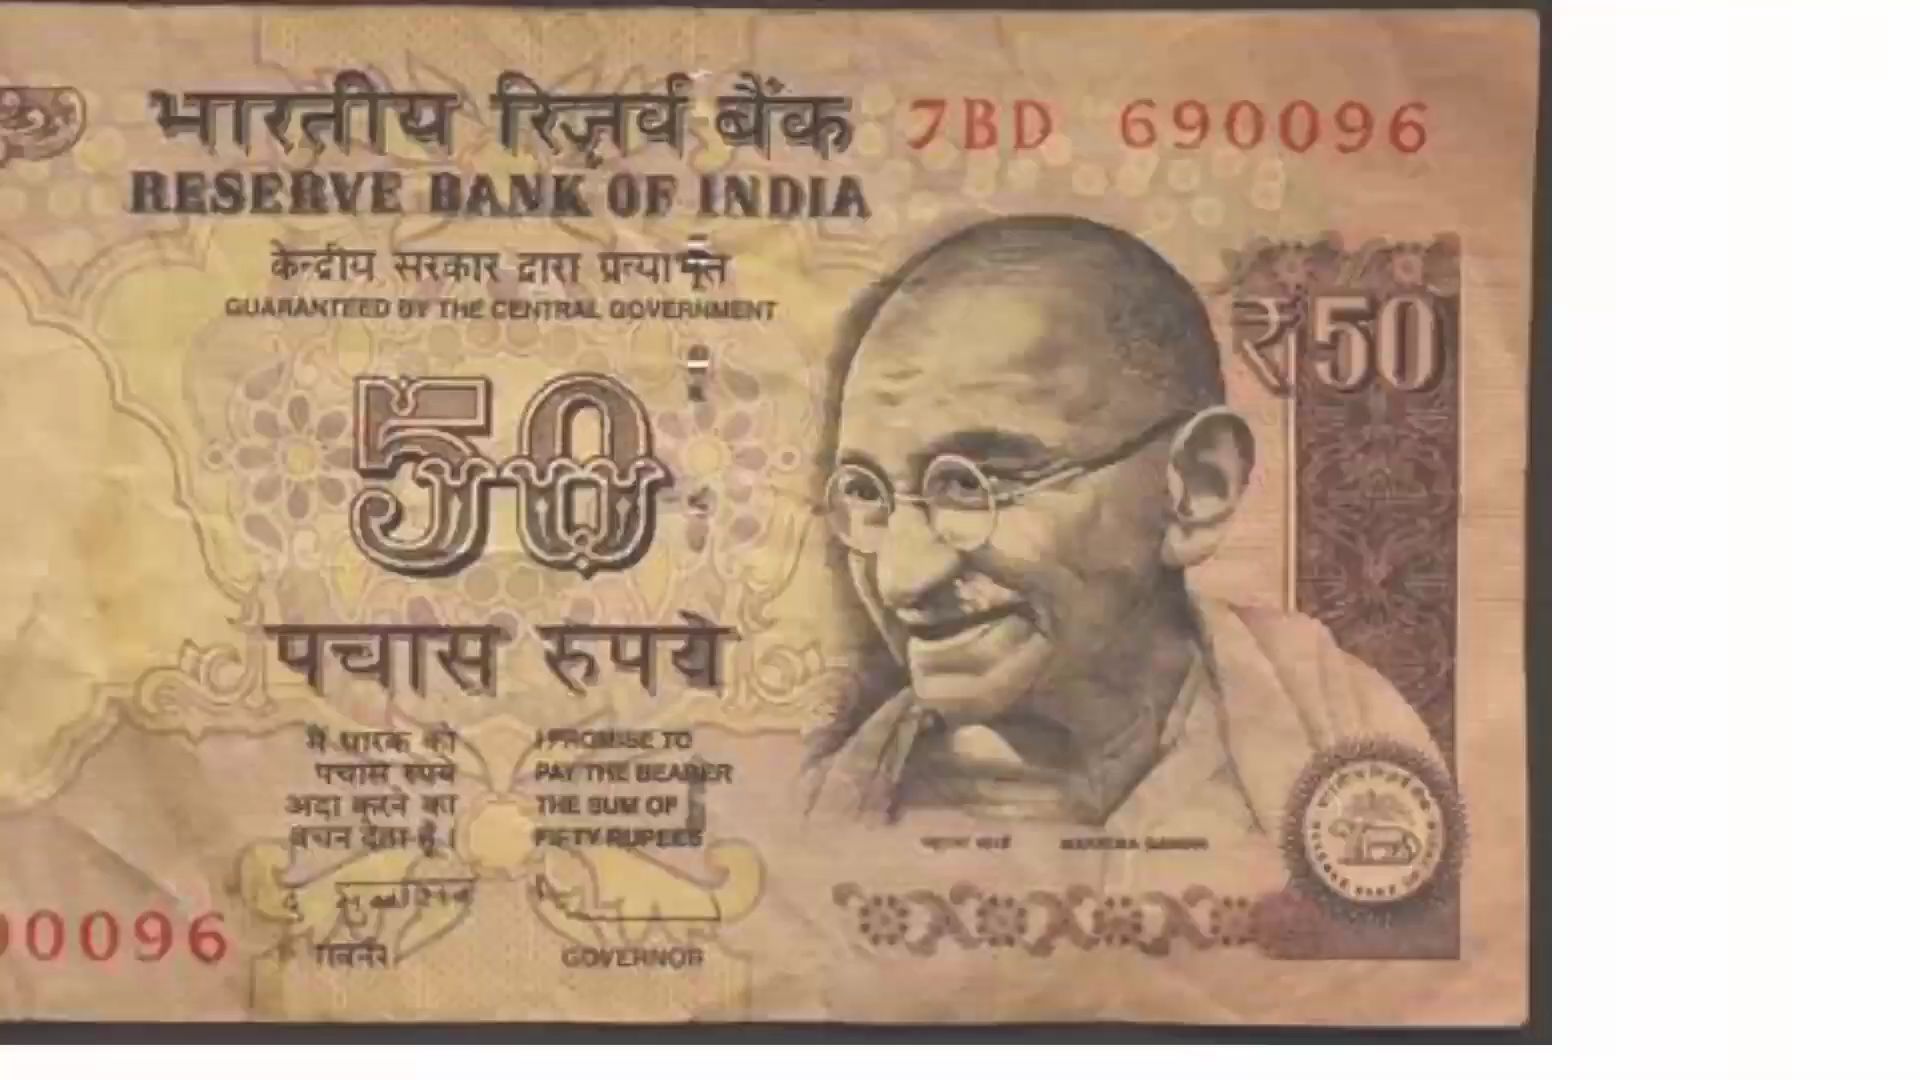 भारतीय रिज़र्व बैंक
7BD 690096
RESERVE BANK OF INDIA
केन्द्रीय सरकार द्वारा प्रत्याभूत
GUARANTEED BY THE CENTRAL GOVERNMENT
₹50
50
पचास रुपये
मैं धारक को
पचास रुपये
अदा करने का
वचन देता हूँ।
I PROMISE TO
PAY THE BEARER
THE SUM OF
FIFTY RUPEES
MAHATMA GANDHI
0096
गवर्नर
GOVERNOR